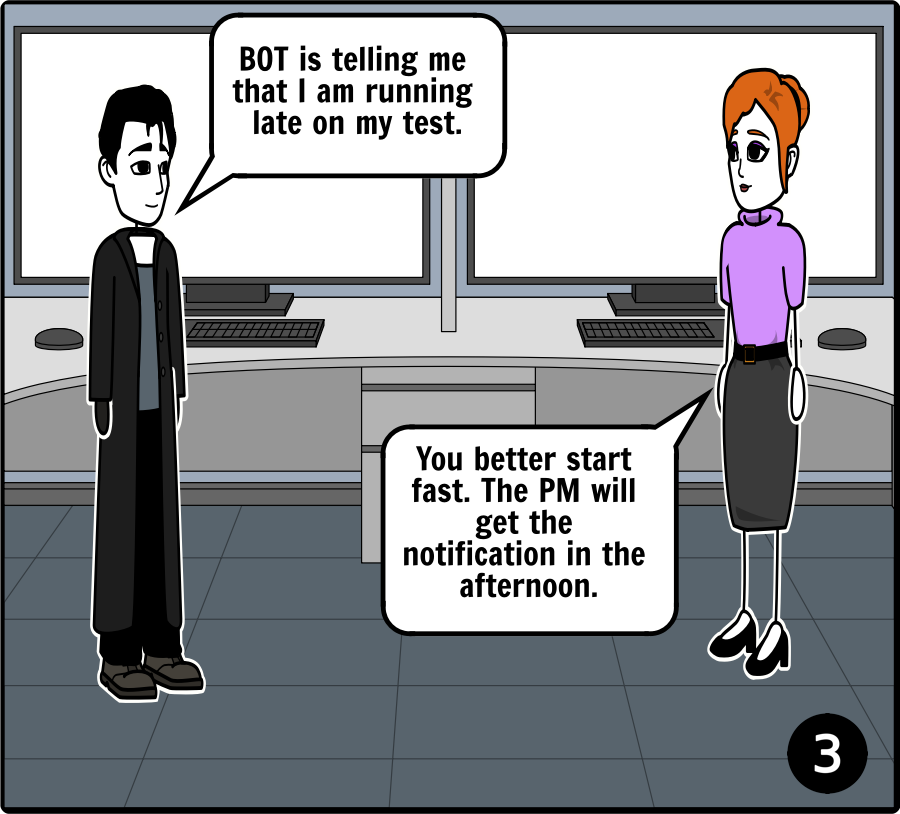 BOT is telling me
that I am running
late on my test.
You better start
fast. The PM will
get the
notification in the
afternoon.
3